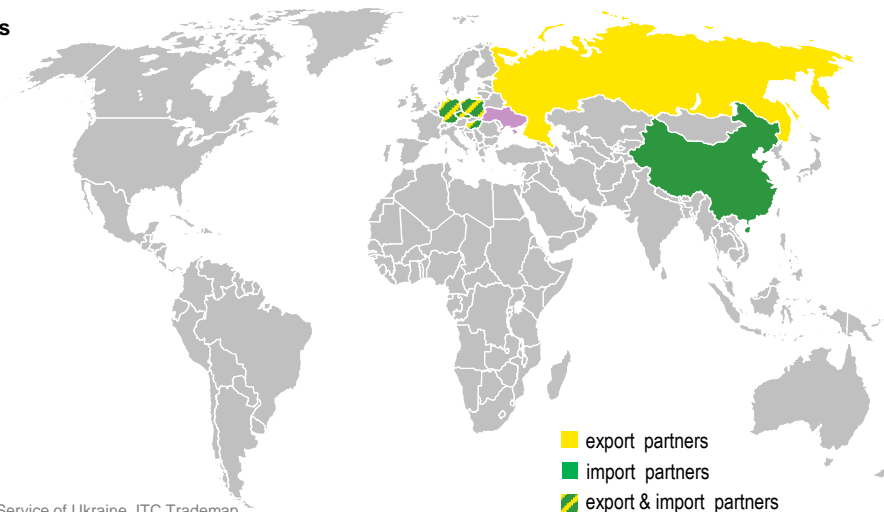 s
export partners
import partners
export & import partners
Service of Ukraine, ITC Trademap